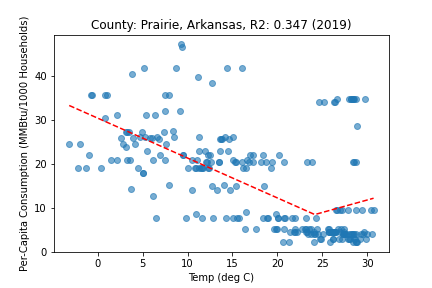 County: Prairie, Arkansas, R2: 0.347 (2019)
Per-Capita Consumption (MMBtu/1000 Households)
40
30
20
10
0
0 5 10 15 20 25 30
Temp (deg C)